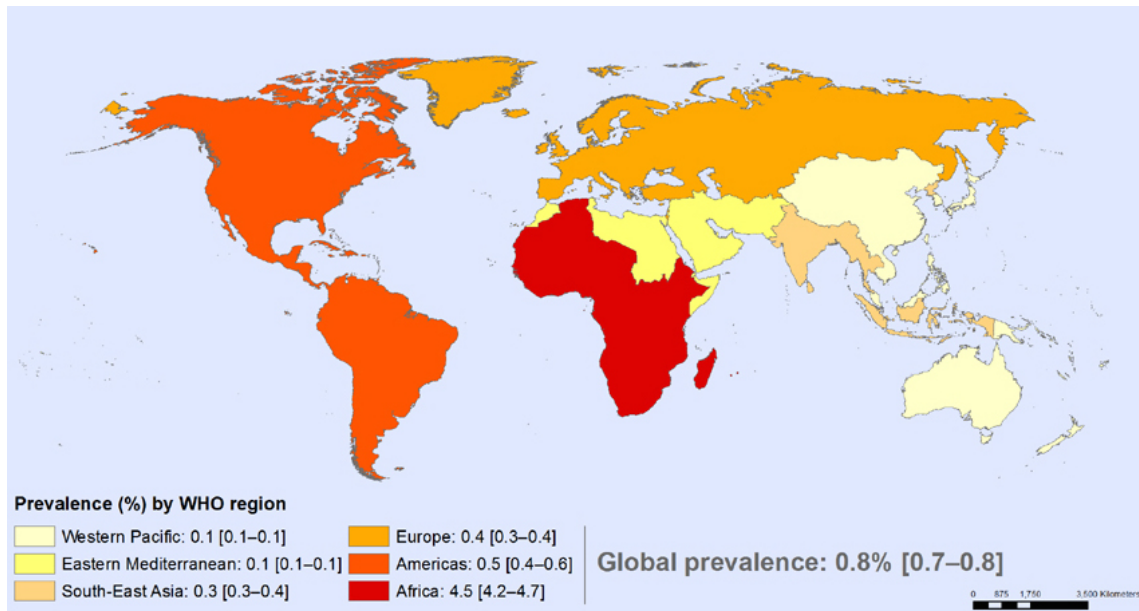 Prevalence (%) by WHO region
Western Pacific: 0.1 [0.1–0.1]
Eastern Mediterranean: 0.1 [0.1–0.1]
South-East Asia: 0.3 [0.3–0.4]
Europe: 0.4 [0.3–0.4]
Americas: 0.5 [0.4–0.6]
Africa: 4.5 [4.2–4.7]
Global prevalence: 0.8% [0.7–0.8]
0 875 1,750 3,500 Kilometers